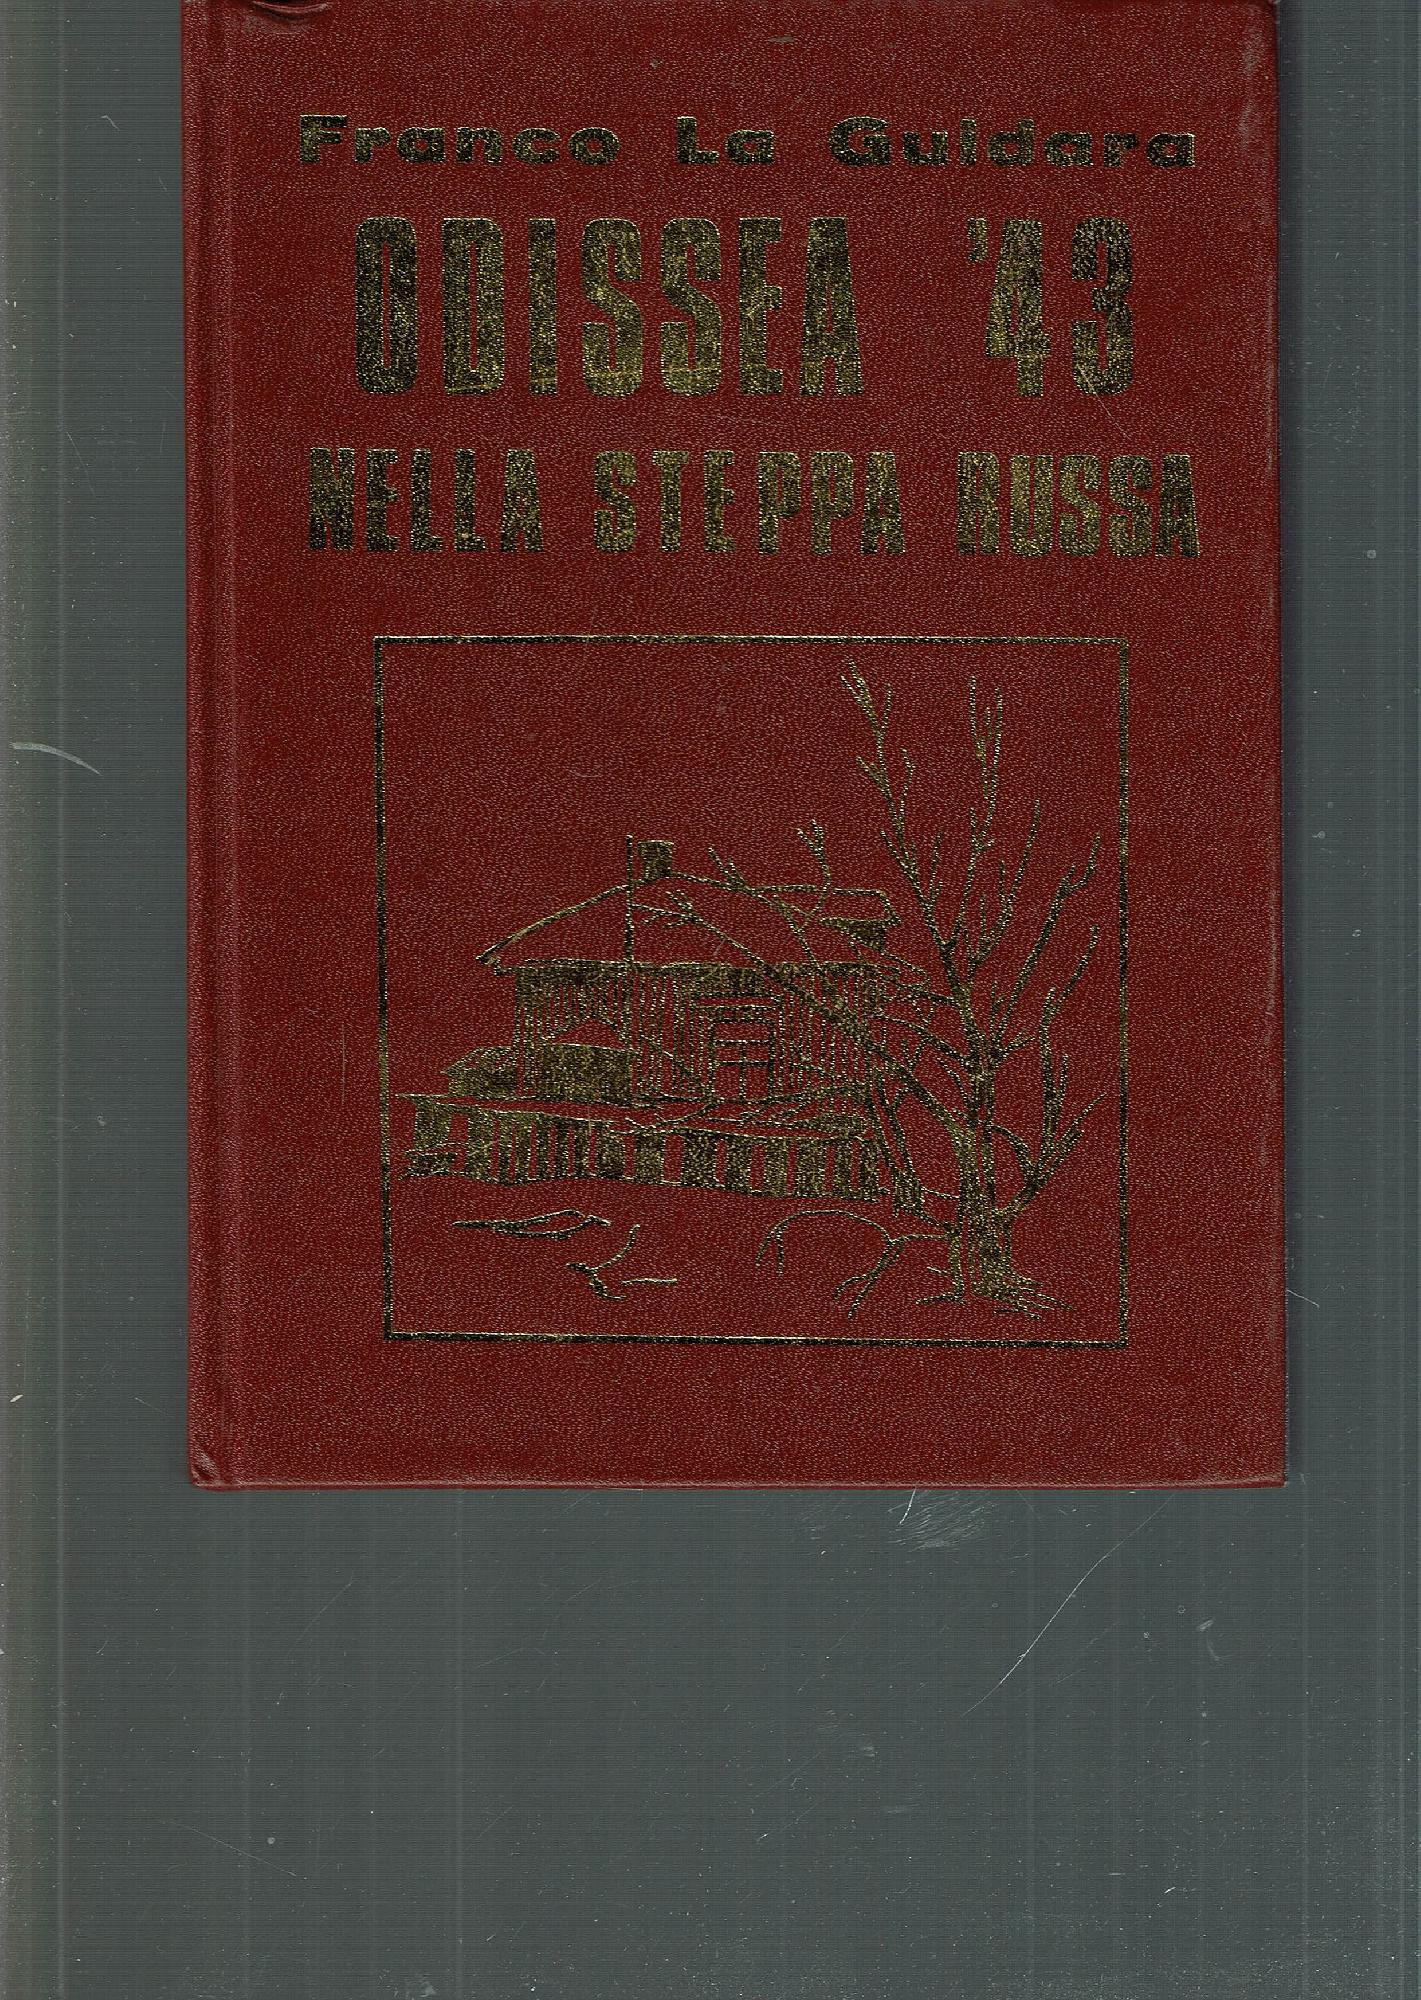 Franco La Guidara
ODISSEA '43
NELLA STEPPA RUSSA